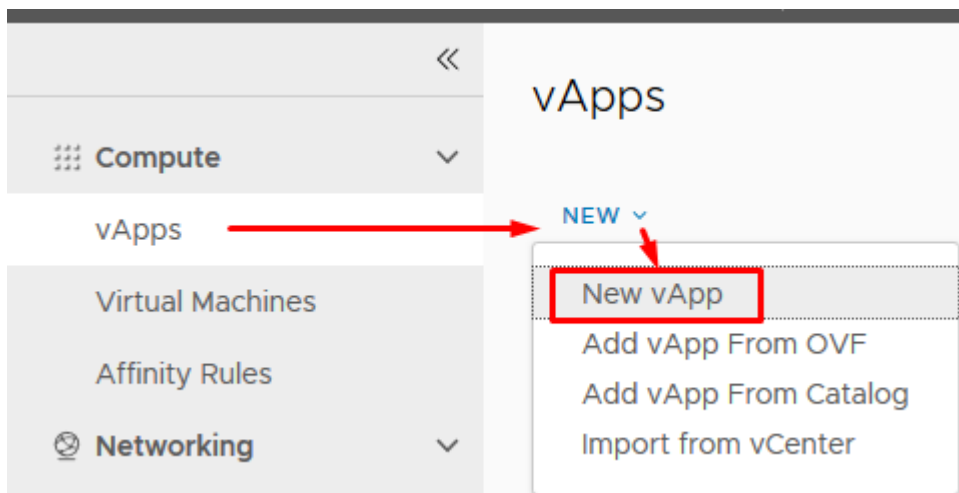 vApps
Compute
vApps
Virtual Machines
Affinity Rules
Networking
NEW
New vApp
Add vApp From OVF
Add vApp From Catalog
Import from vCenter